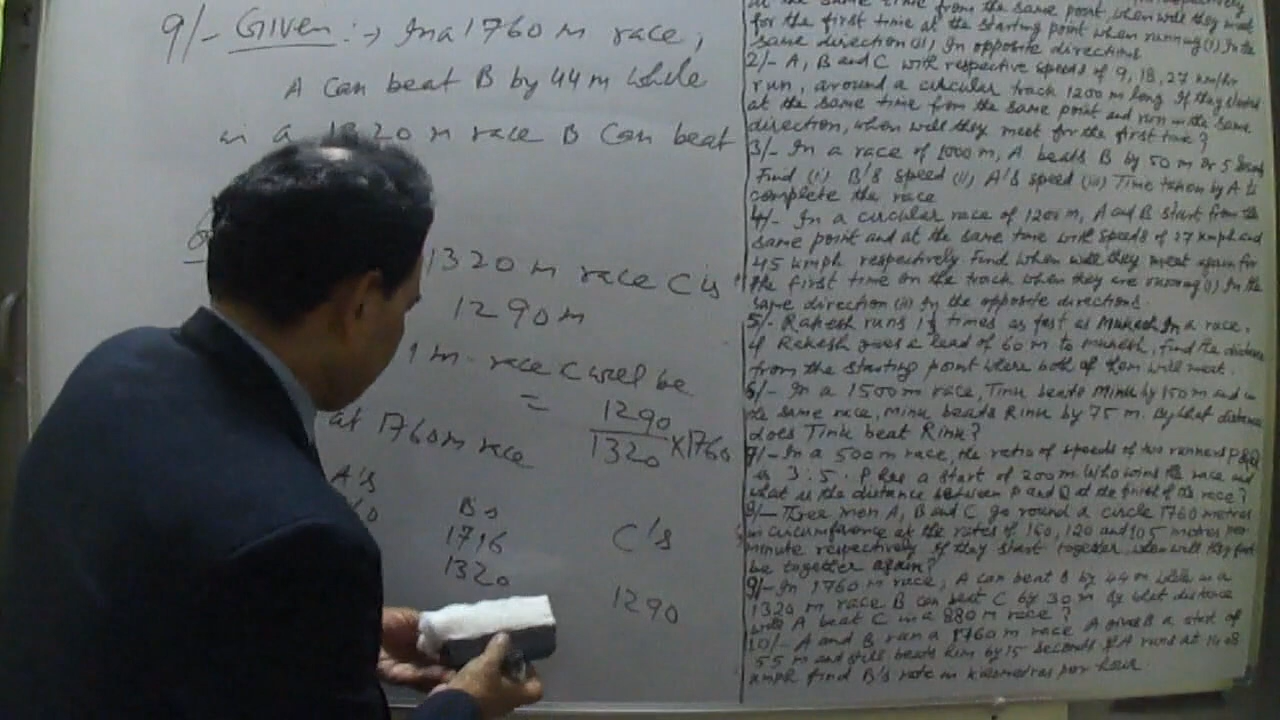 9/- Given :→ In a 1760 m race,
A can beat B by 44 m while
in a 1320 m race B can beat
1320 m race C is
1290 m
1 m race C will be
= 1290/1320 × 1760
at 1760 m race
A's
B's
C's
1716
1320
1290
at the same time from the same point, when will they meet
for the first time at the starting point when running (i) In the
same direction (ii) In opposite directions
2/- A, B and C with respective speeds of 9, 18, 27 km/hr
run, around a circular track 1200 m long. If they started
at the same time from the same point and run in the same
direction, when will they meet for the first time?
3/- In a race of 1000 m, A beats B by 50 m or 5 seconds
Find (i) B's speed (ii) A's speed (iii) Time taken by A to
complete the race
4/- In a circular race of 1200 m, A and B start from the
same point and at the same time with speeds of 27 kmph and
45 kmph respectively. Find when will they meet again for
the first time on the track when they are running (i) In the
same direction (ii) In the opposite directions.
5/- Rakesh runs times as fast as Mukesh. In a race,
if Rakesh gives a lead of 60 m to Mukesh, find the distance
from the starting point where both of them will meet.
6/- In a 1500 m race, Tinu beats Minu by 150 m and in
the same race, Minu beats Rinu by 75 m. By what distance
does Tinu beat Rinu?
7/- In a 500 m race, the ratio of speeds of two runners P & Q
is 3:5. P has a start of 200 m. Who wins the race and
what is the distance between P and Q at the finish of the race?
8/- Three men A, B and C go round a circle 1760 metres
in circumference at the rates of 160, 120 and 105 metres per
minute respectively. If they start together, when will they first
be together again?
9/- In 1760 m race, A can beat B by 44 m while in a
1320 m race B can beat C by 30 m. By what distance
will A beat C in a 880 m race?
10/- A and B run a 1760 m race. A gives B a start of
55 m and still beats him by 15 seconds. If A runs at
kmph find B's rate in kilometres per hour.